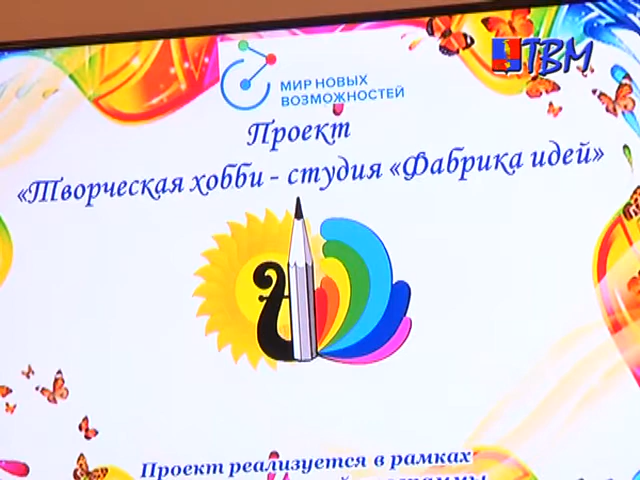 ТВМ
МИР НОВЫХ
ВОЗМОЖНОСТЕЙ
Проект
«Творческая хобби - студия «Фабрика идей»
Проект реализуется в рамках